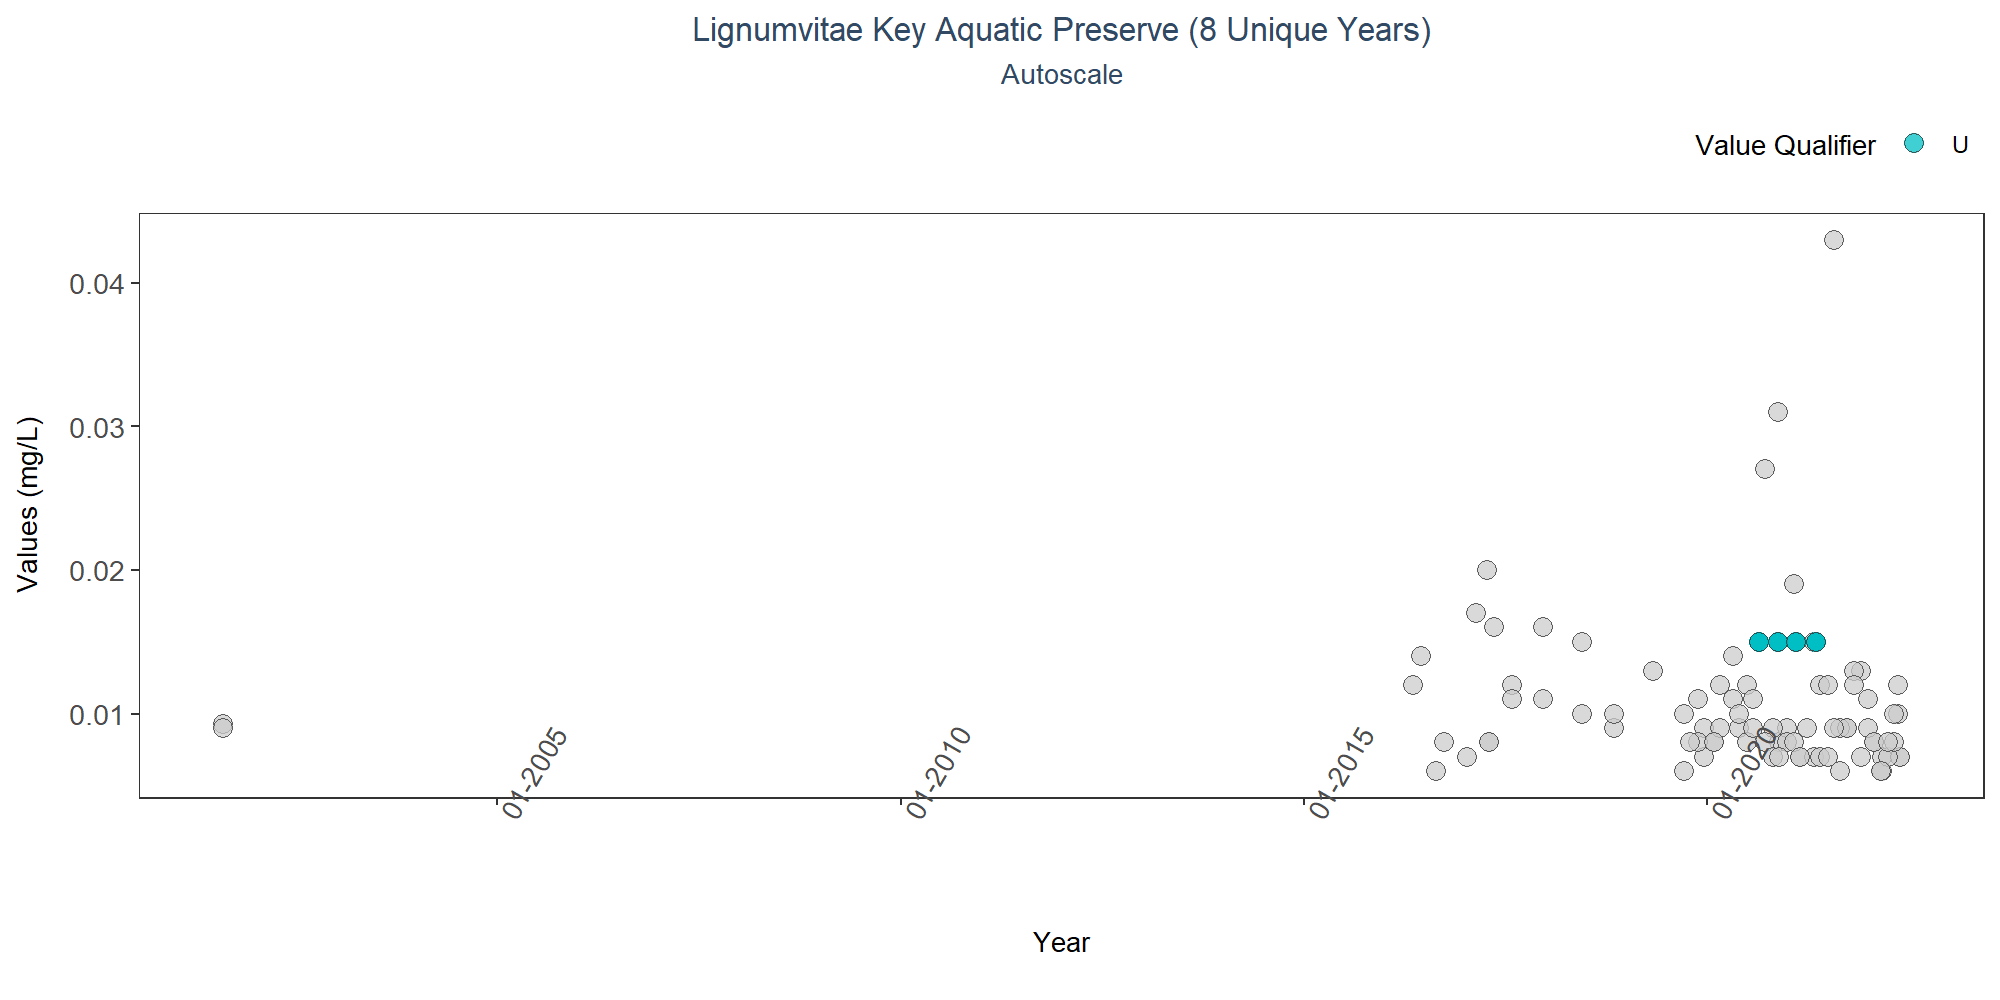 Lignumvitae Key Aquatic Preserve (8 Unique Years)
Autoscale
Value Qualifier U
0.04
0.03
0.02
0.01
Values (mg/L)
01-2005
01-2010
01-2015
01-2020
Year